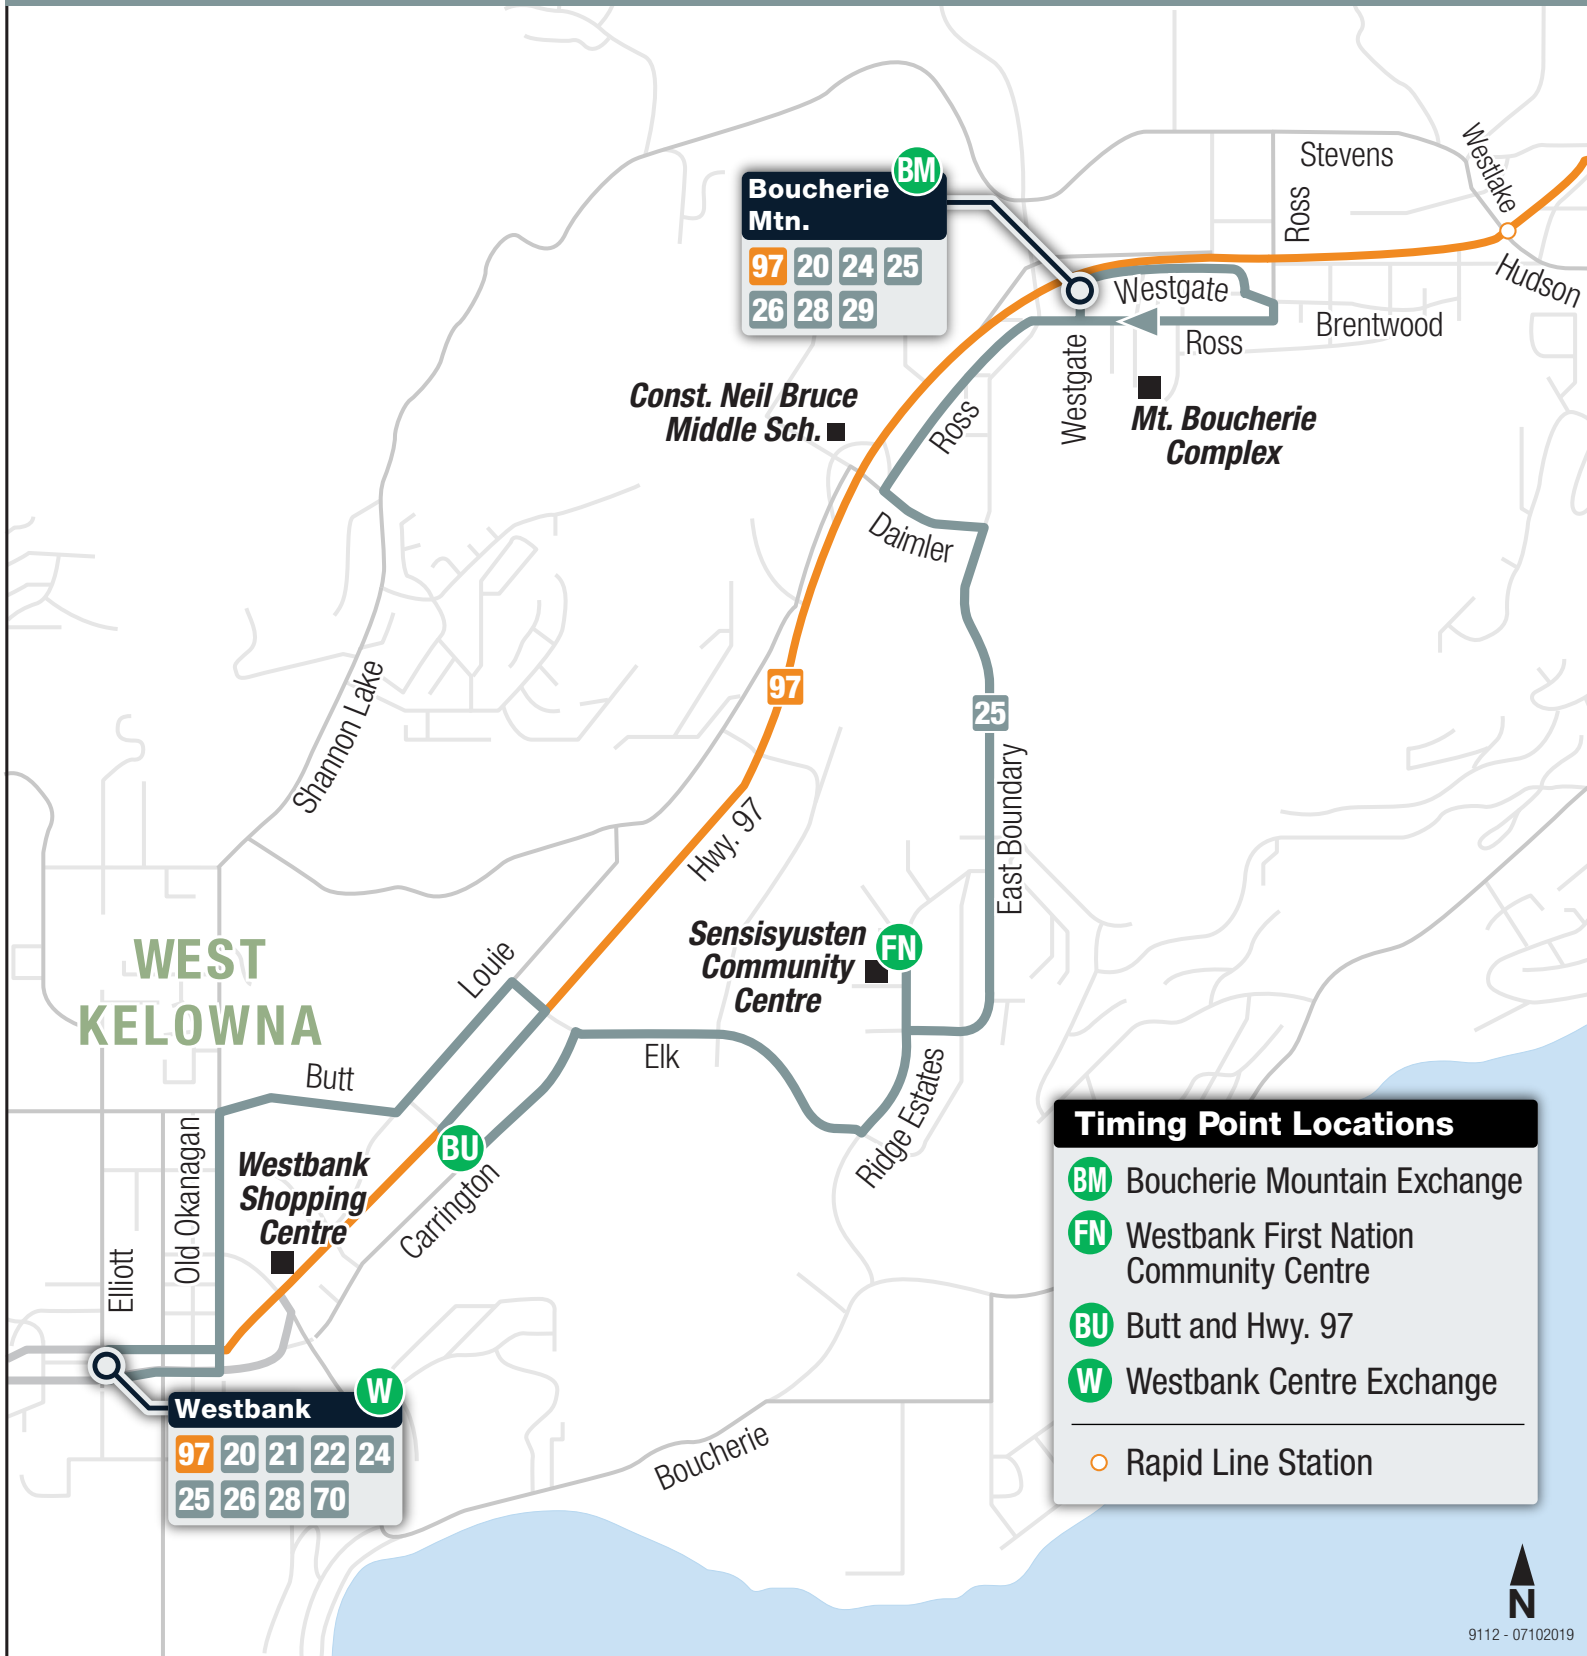 Stevens
Westlake
Ross
Hudson
BM
Boucherie
Mtn.
97 20 24 25
26 28 29
Westgate
Brentwood
Ross
Westgate
Const. Neil Bruce
Middle Sch.
Ross
Mt. Boucherie
Complex
Daimler
Shannon Lake
97
25
East Boundary
Hwy. 97
Sensisyusten
Community
Centre
FN
WEST
KELOWNA
Louie
Butt
Elk
Ridge Estates
Old Okanagan
Westbank
Shopping
Centre
BU
Carrington
Elliott
W
Westbank
97 20 21 22 24
25 26 28 70
Boucherie
Timing Point Locations
BM Boucherie Mountain Exchange
FN Westbank First Nation
Community Centre
BU Butt and Hwy. 97
W Westbank Centre Exchange
Rapid Line Station
N
9112 - 07102019